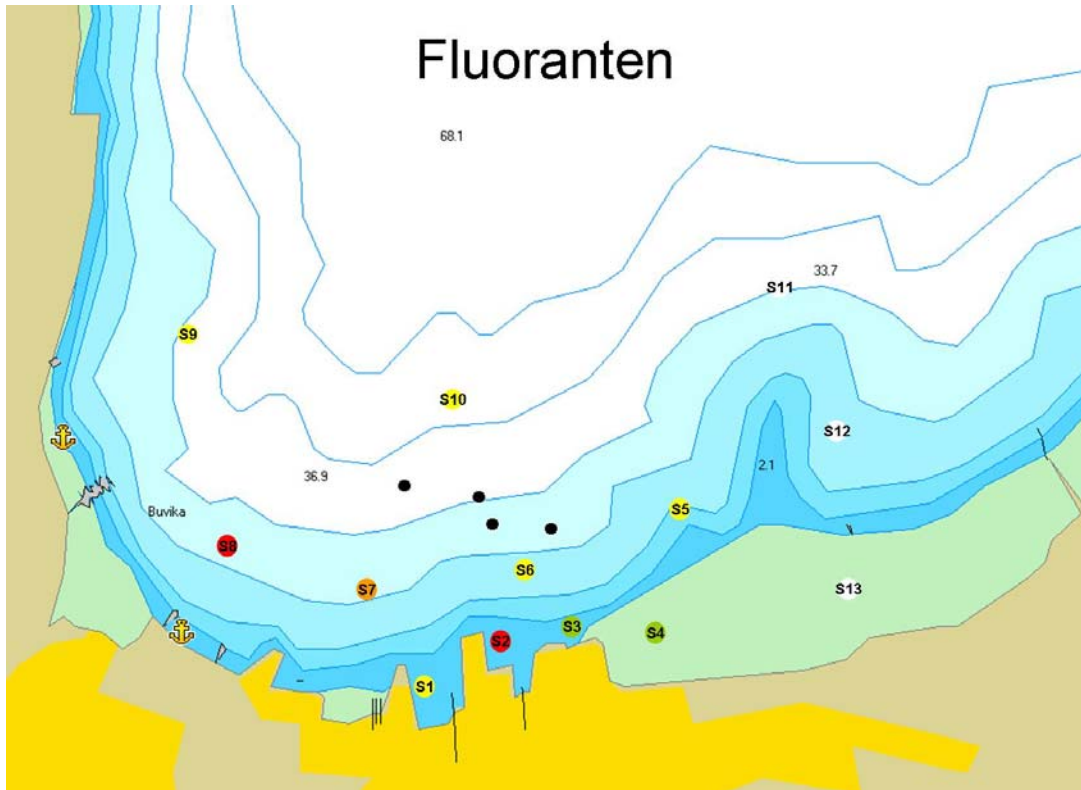 Fluoranten
68.1
33.7
S11
S9
S10
S12
2.1
36.9
Buvika
S5
S8
S6
S7
S13
S3
S4
S2
S1